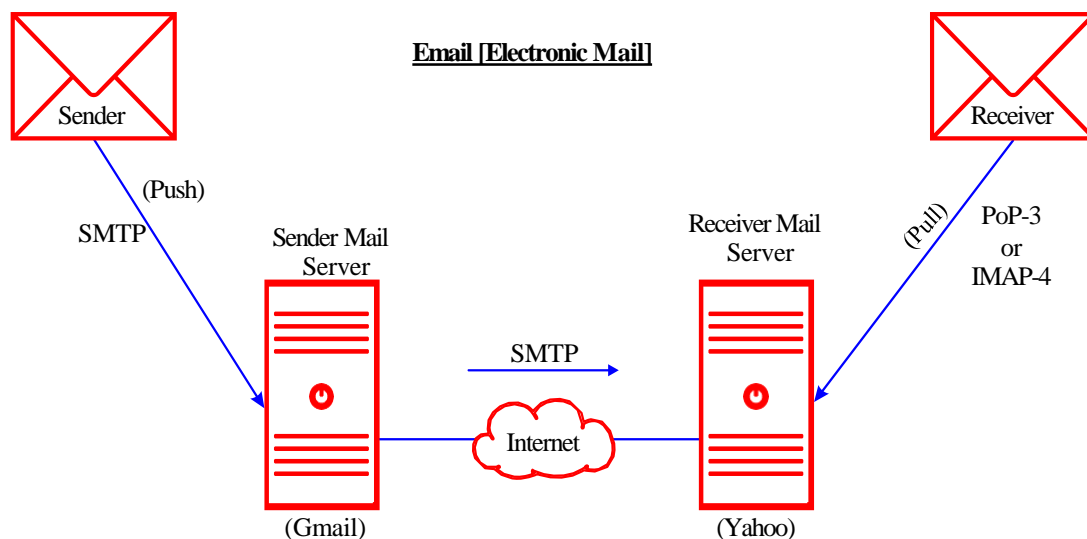 Email [Electronic Mail]
Sender
Receiver
(Push)
SMTP
(Pull)
PoP-3
or
IMAP-4
Sender Mail
Server
Receiver Mail
Server
SMTP
Internet
(Gmail)
(Yahoo)